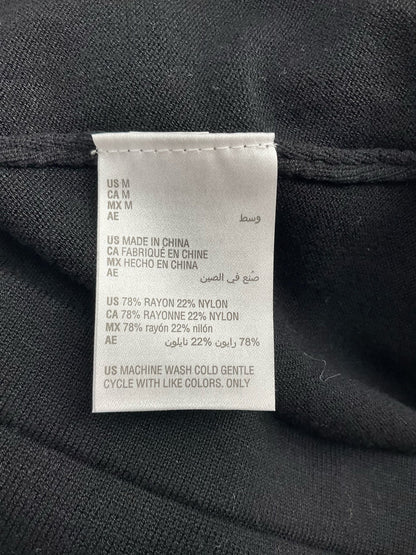 US M
CA M
MX M
AE وسط
US MADE IN CHINA
CA FABRIQUÉ EN CHINE
MX HECHO EN CHINA
AE صُنع في الصين
US 78% RAYON 22% NYLON
CA 78% RAYONNE 22% NYLON
MX 78% rayón 22% nilón
AE 78% رايون 22% نايلون
US MACHINE WASH COLD GENTLE
CYCLE WITH LIKE COLORS. ONLY